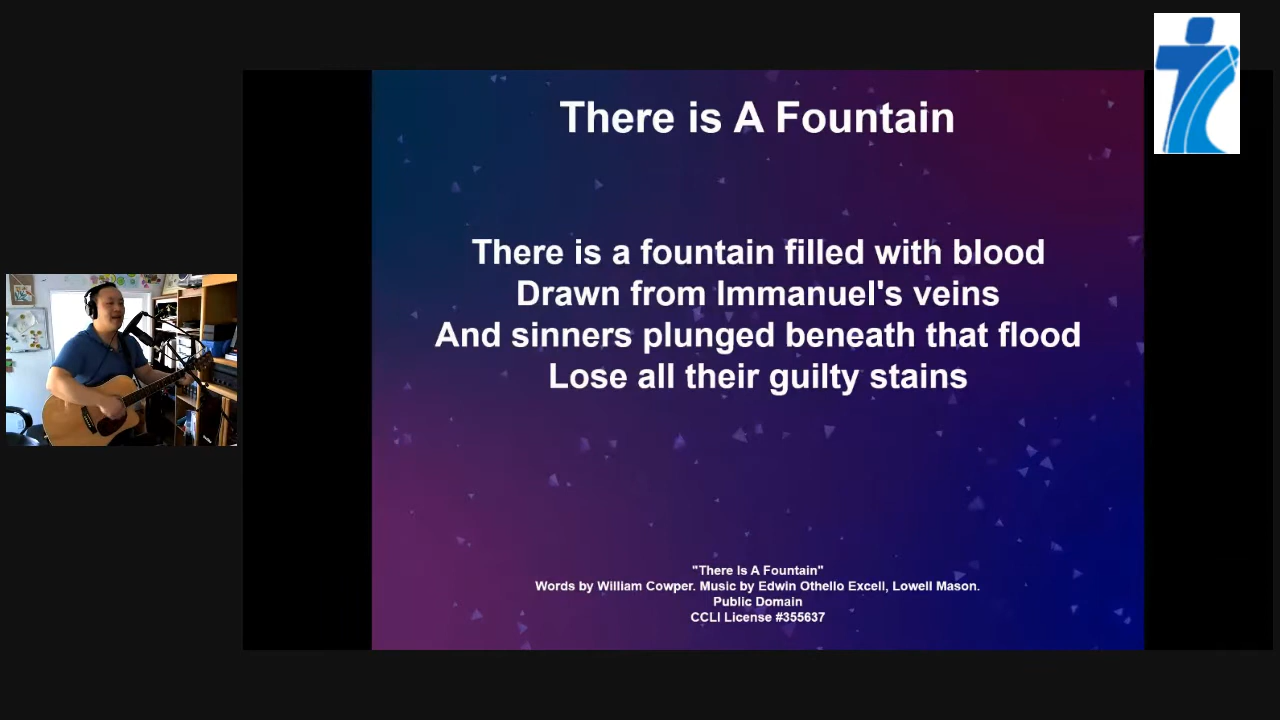 There is A Fountain
There is a fountain filled with blood
Drawn from Immanuel's veins
And sinners plunged beneath that flood
Lose all their guilty stains
"There Is A Fountain"
Words by William Cowper. Music by Edwin Othello Excell, Lowell Mason.
Public Domain
CCLI License #355637